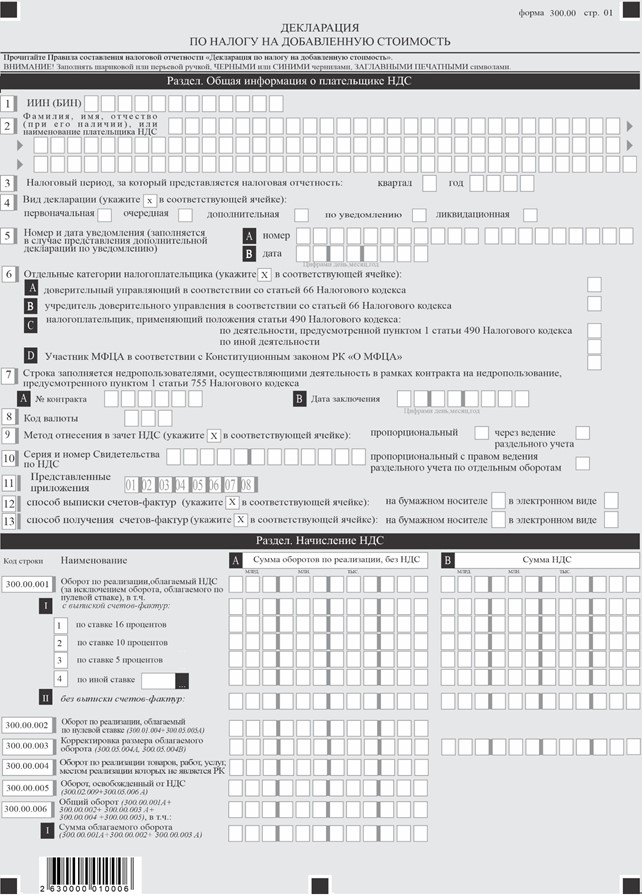 форма 300.00 стр. 01
ДЕКЛАРАЦИЯ
ПО НАЛОГУ НА ДОБАВЛЕННУЮ СТОИМОСТЬ
Прочитайте Правила составления налоговой отчетности «Декларация по налогу на добавленную стоимость».
ВНИМАНИЕ! Заполнять шариковой или перьевой ручкой, ЧЕРНЫМИ или СИНИМИ чернилами, ЗАГЛАВНЫМИ ПЕЧАТНЫМИ символами.
Раздел. Общая информация о плательщике НДС
1 ИИН (БИН)
2 Фамилия, имя, отчество
(при его наличии), или
наименование плательщика НДС
3 Налоговый период, за который представляется налоговая отчетность: квартал год
4 Вид декларации (укажите x в соответствующей ячейке):
первоначальная очередная дополнительная по уведомлению ликвидационная
5 Номер и дата уведомления (заполняется
в случае представления дополнительной
декларации по уведомлению)
A номер
B дата
Цифрами день,месяц,год
6 Отдельные категории налогоплательщика (укажите X в соответствующей ячейке):
A доверительный управляющий в соответствии со статьей 66 Налогового кодекса
B учредитель доверительного управления в соответствии со статьей 66 Налогового кодекса
C налогоплательщик, применяющий положения статьи 490 Налогового кодекса:
по деятельности, предусмотренной пунктом 1 статьи 490 Налогового кодекса
по иной деятельности
D Участник МФЦА в соответствии с Конституционным законом РК «О МФЦА»
7 Строка заполняется недропользователями, осуществляющими деятельность в рамках контракта на недропользование,
предусмотренного пунктом 1 статьи 755 Налогового кодекса
A № контракта B Дата заключения
Цифрами день,месяц,год
8 Код валюты
9 Метод отнесения в зачет НДС (укажите X в соответствующей ячейке): пропорциональный через ведение
раздельного учета
10 Серия и номер Свидетельства
по НДС
пропорциональный с правом ведения
раздельного учета по отдельным оборотам
11 Представленные
приложения
01 02 03 04 05 06 07 08
12 способ выписки счетов-фактур (укажите X в соответствующей ячейке): на бумажном носителе в электронном виде
13 способ получения счетов-фактур (укажите X в соответствующей ячейке): на бумажном носителе в электронном виде
Раздел. Начисление НДС
Код строки Наименование A Сумма оборотов по реализации, без НДС B Сумма НДС
млрд. млн. тыс. млрд. млн. тыс.
300.00.001 Оборот по реализации,облагаемый НДС
(за исключением оборота, облагаемого по
нулевой стваке), в т.ч.
I с выпиской счетов-фактур:
1 по ставке 16 процентов
2 по ставке 10 процентов
3 по ставке 5 процентов
4 по иной ставке ...
II без выписки счетов-фактур:
300.00.002 Оборот по реализации, облагаемый
по нулевой ставке (300.01.004+300.05.005А)
300.00.003 Корректировка размера облагаемого
оборота (300.05.004А, 300.05.004В)
300.00.004 Оборот по реализации товаров, работ, услуг,
местом реализации которых не является РК
300.00.005 Оборот, освобожденный от НДС
(300.02.009+300.05.006 А)
300.00.006 Общий оборот (300.00.001А+
300.00.002+ 300.00.003 А+
300.00.004 +300.00.005), в т.ч.:
I Сумма облагаемого оборота
(300.00.001А+300.00.002+ 300.00.003 А)
2 630000 010006